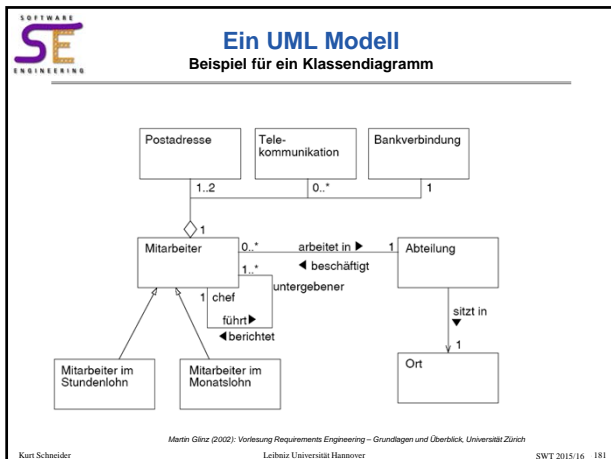 SOFTWARE
SE
ENGINEERING
Ein UML Modell
Beispiel für ein Klassendiagramm
Postadresse
Tele-
kommunikation
Bankverbindung
1..2
0..*
1
1
Mitarbeiter
0..*
arbeitet in ▶
1
Abteilung
◀ beschäftigt
1..*
untergebener
1
chef
führt▶
◀berichtet
sitzt in
▼
1
Mitarbeiter im
Stundenlohn
Mitarbeiter im
Monatslohn
Ort
Martin Glinz (2002): Vorlesung Requirements Engineering – Grundlagen und Überblick, Universität Zürich
Kurt Schneider
Leibniz Universität Hannover
SWT 2015/16 181